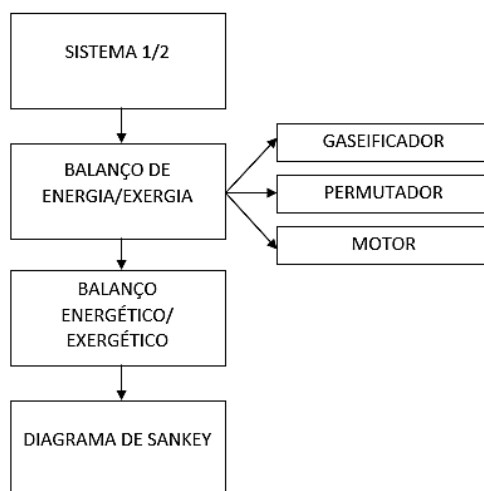 SISTEMA 1/2
BALANÇO DE
ENERGIA/EXERGIA
GASEIFICADOR
PERMUTADOR
MOTOR
BALANÇO
ENERGÉTICO/
EXERGÉTICO
DIAGRAMA DE SANKEY